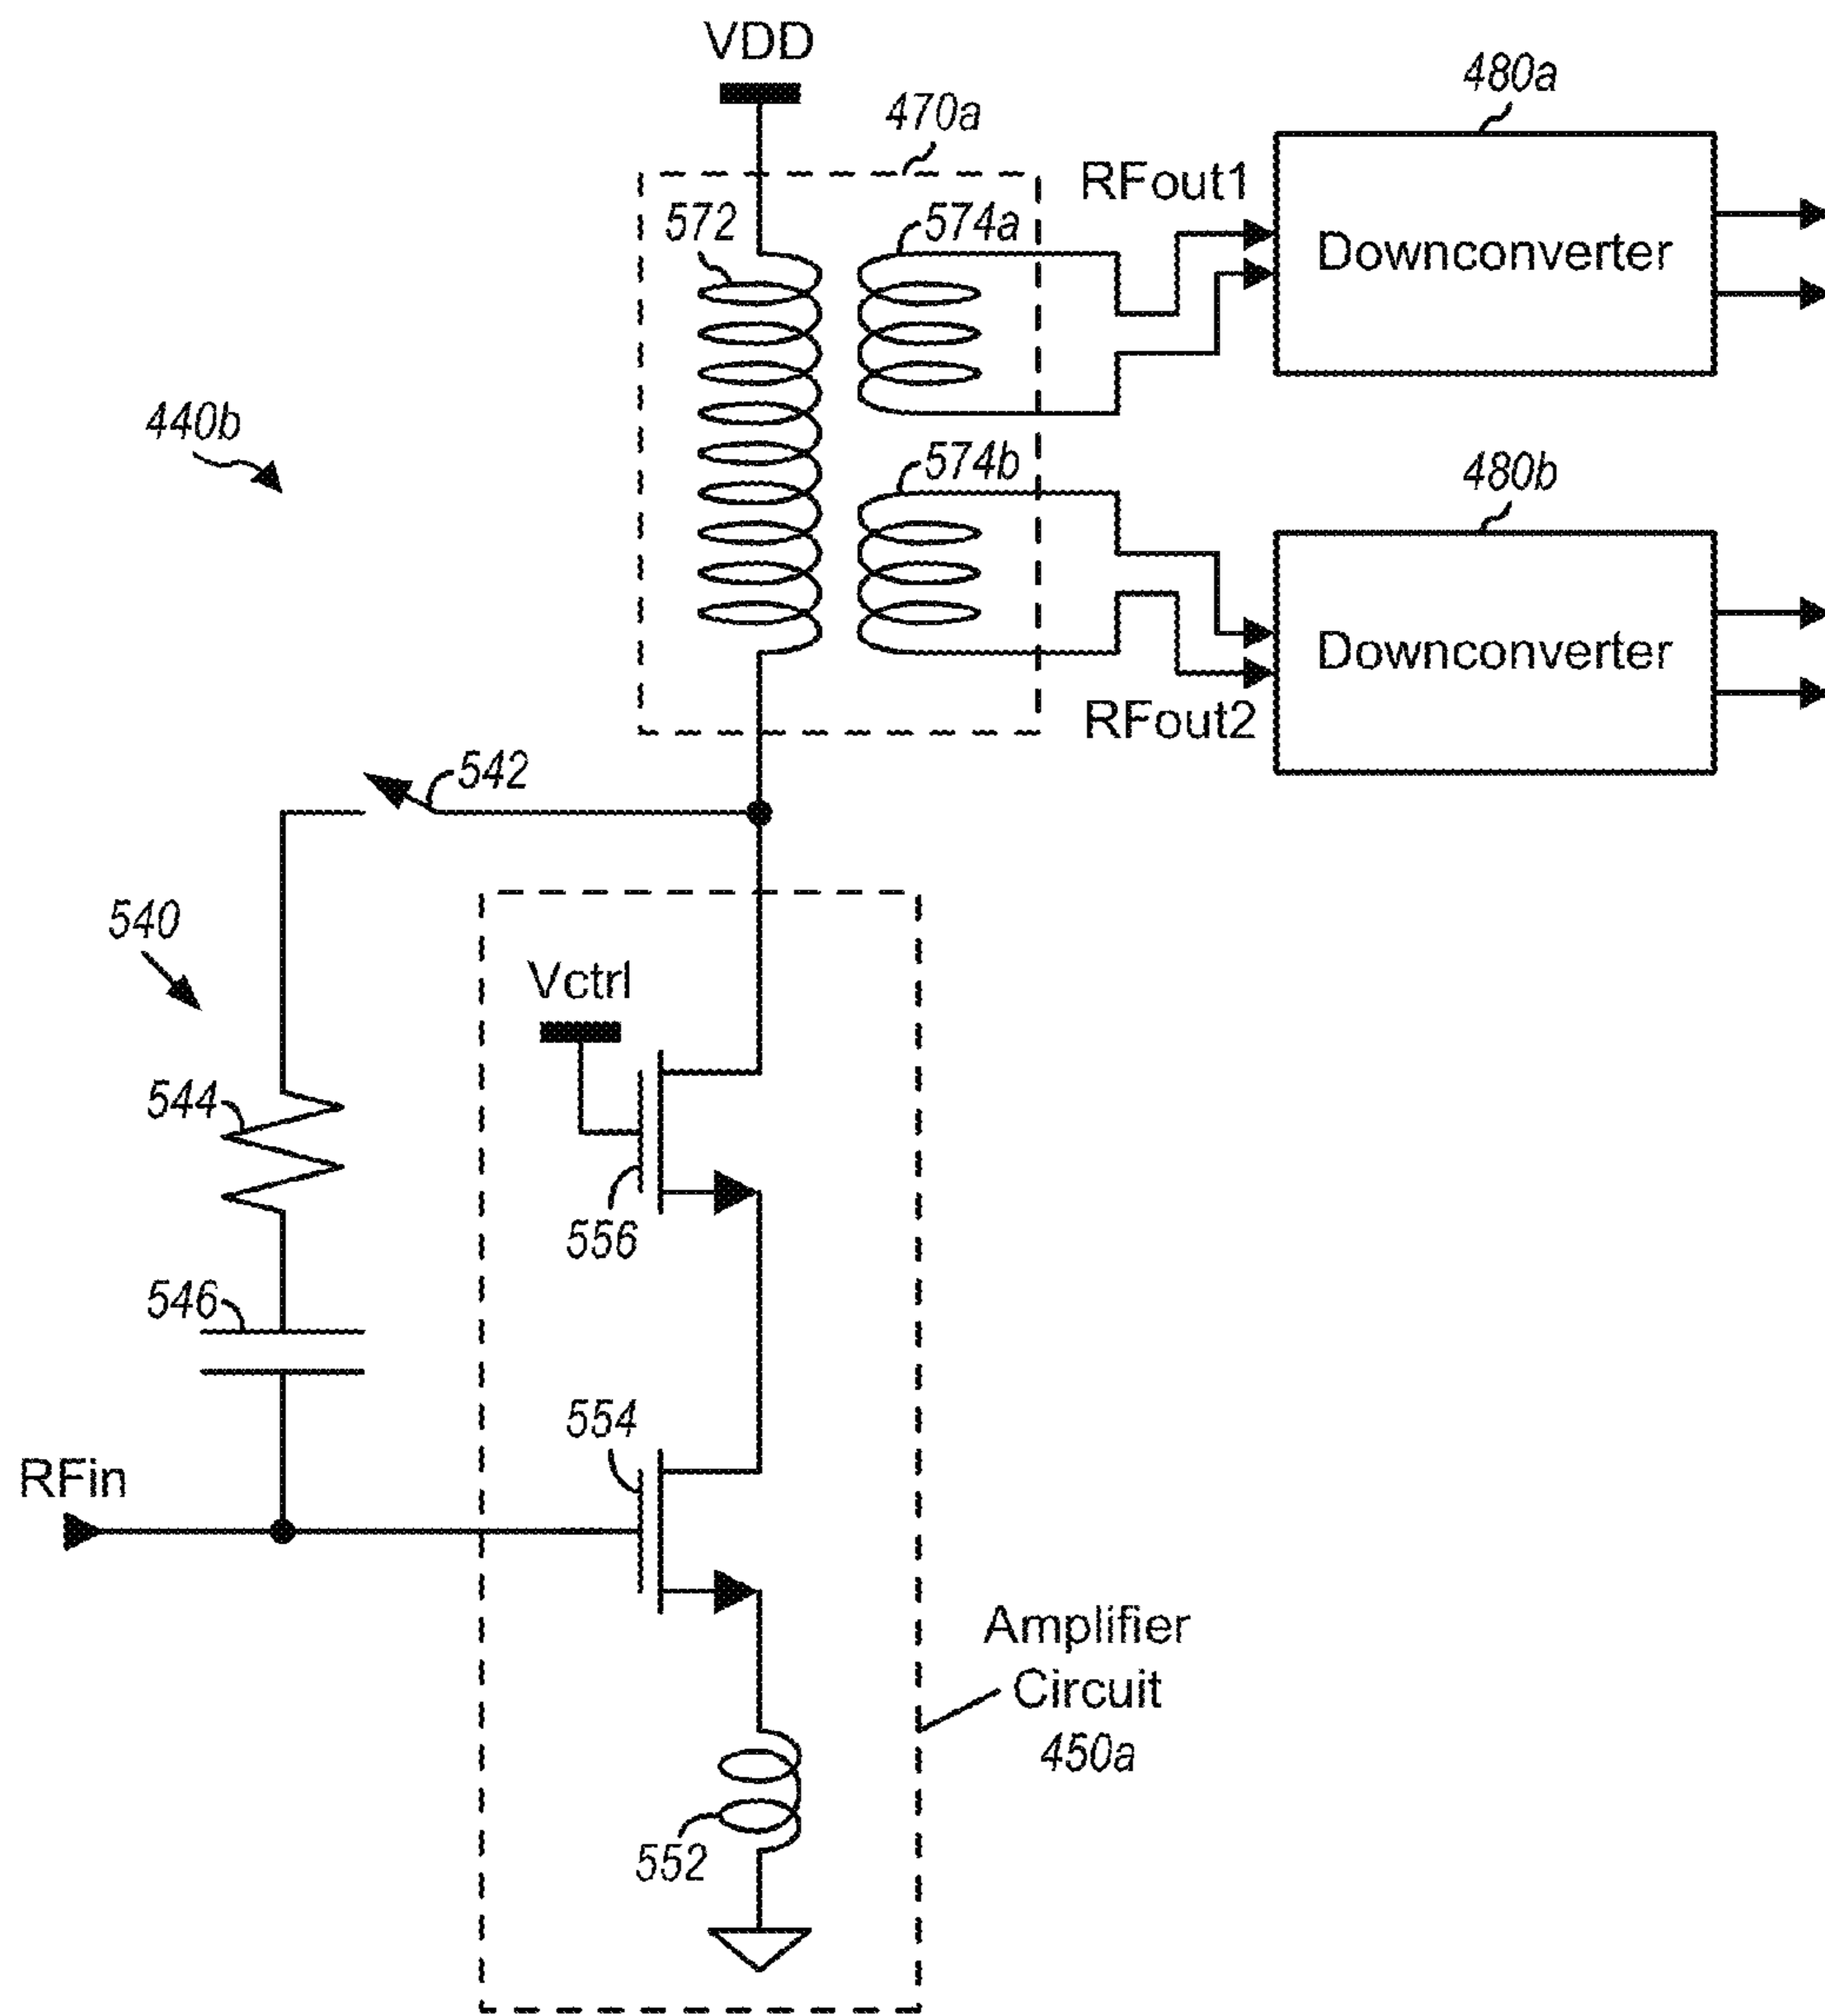 VDD
470a
480a
572
574a
RFout1
Downconverter
440b
574b
480b
Downconverter
RFout2
542
540
Vctrl
544
556
546
554
RFin
Amplifier
Circuit
450a
552